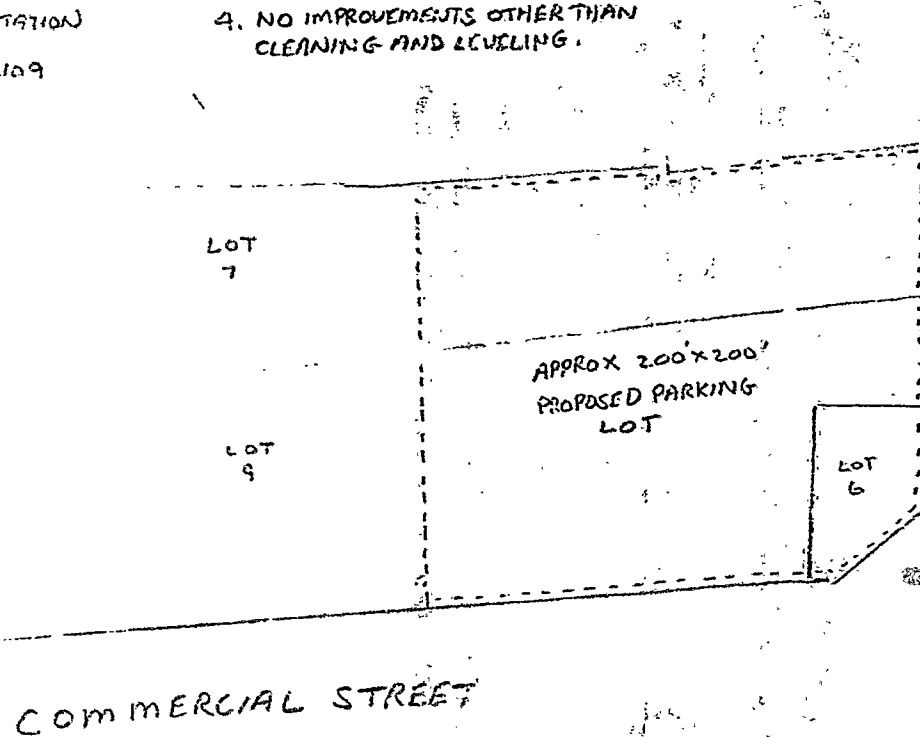 4. NO IMPROVEMENTS OTHER THAN
CLEANING AND LEVELING.
LOT
7
APPROX 200'x200'
PROPOSED PARKING
LOT
LOT
9
LOT
6
COMMERCIAL STREET